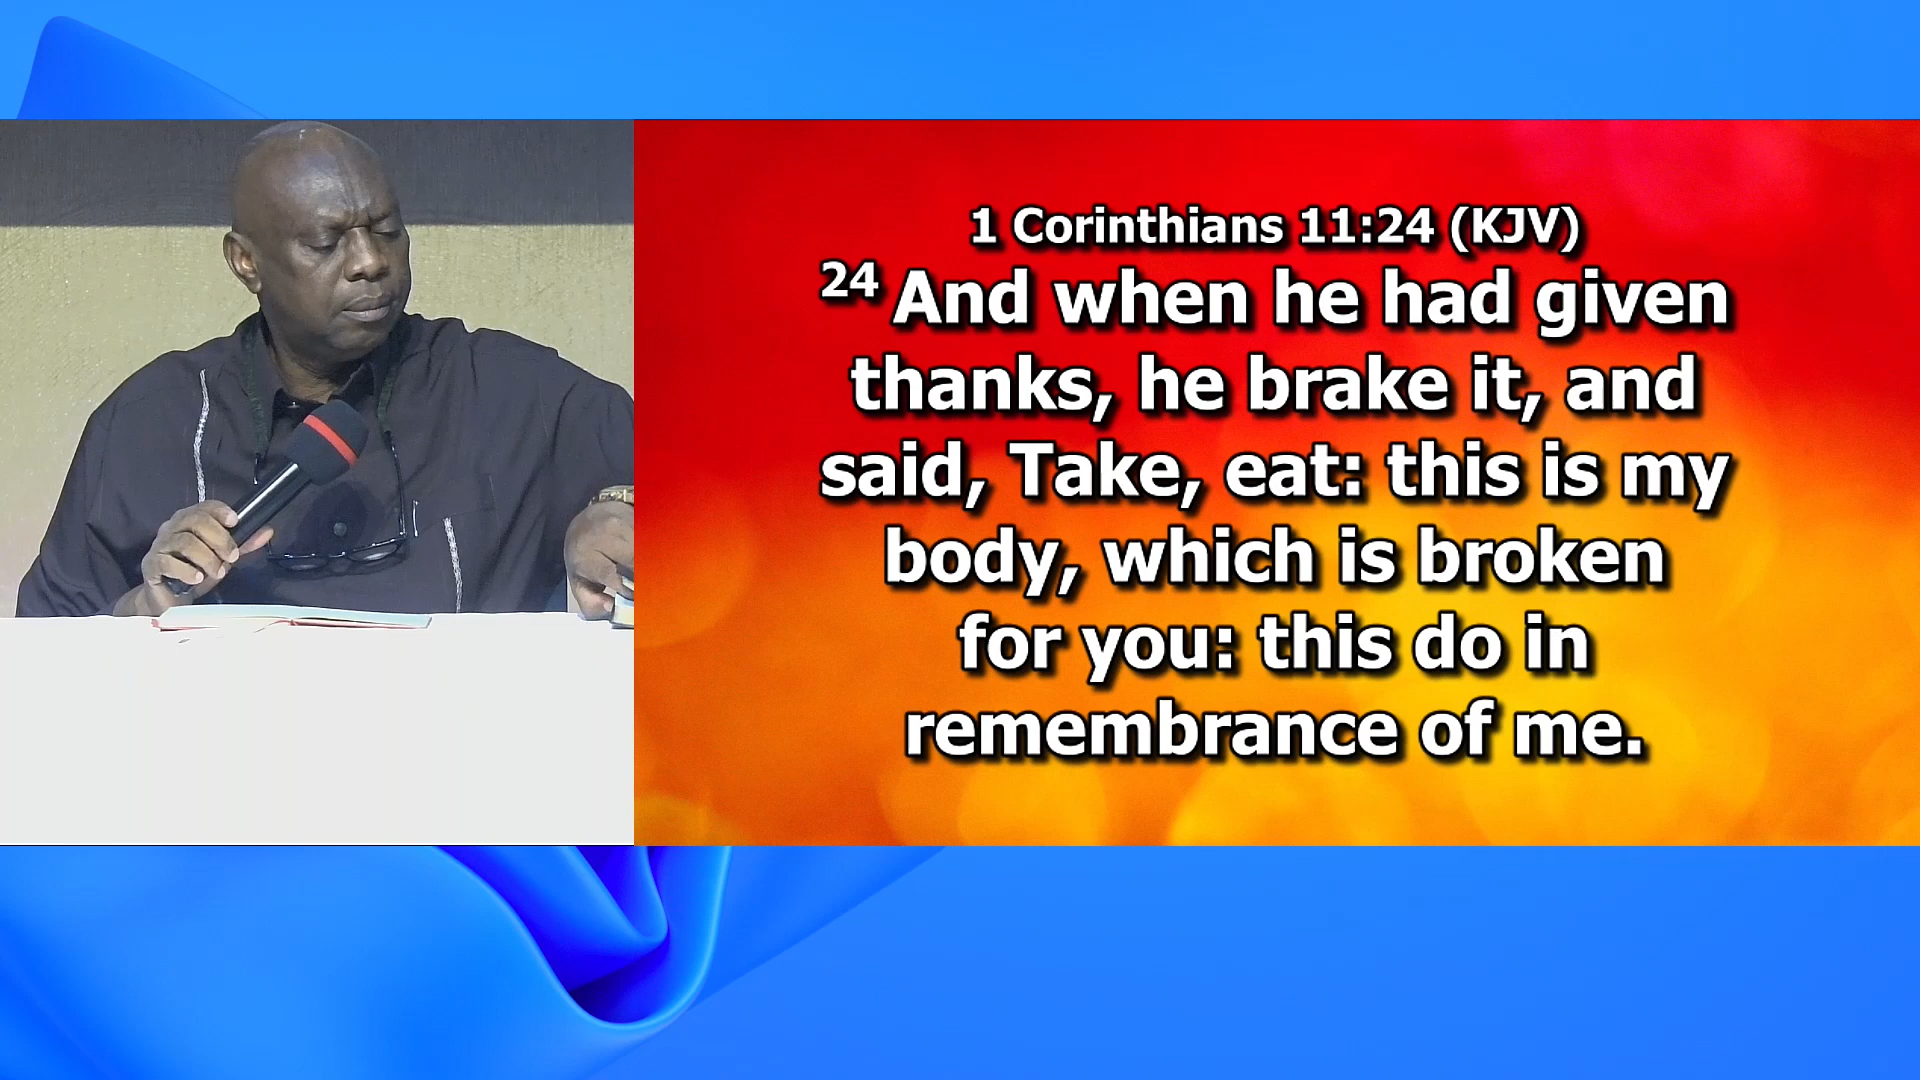 1 Corinthians 11:24 (KJV)
24 And when he had given
thanks, he brake it, and
said, Take, eat: this is my
body, which is broken
for you: this do in
remembrance of me.